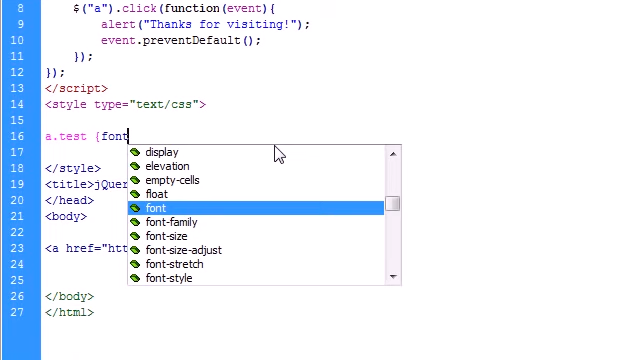 8 $("a").click(function(event) {
9 alert("Thanks for visiting!");
10 event.preventDefault();
11 });
12 });
13 </script>
14 <style type="text/css">
15
16 a.test {font
17
18 </style>
19 <title>jQuer
20 </head>
21 <body>
22
23 <a href="htt
24
25
26 </body>
27 </html>
display
elevation
empty-cells
float
font
font-family
font-size
font-size-adjust
font-stretch
font-style